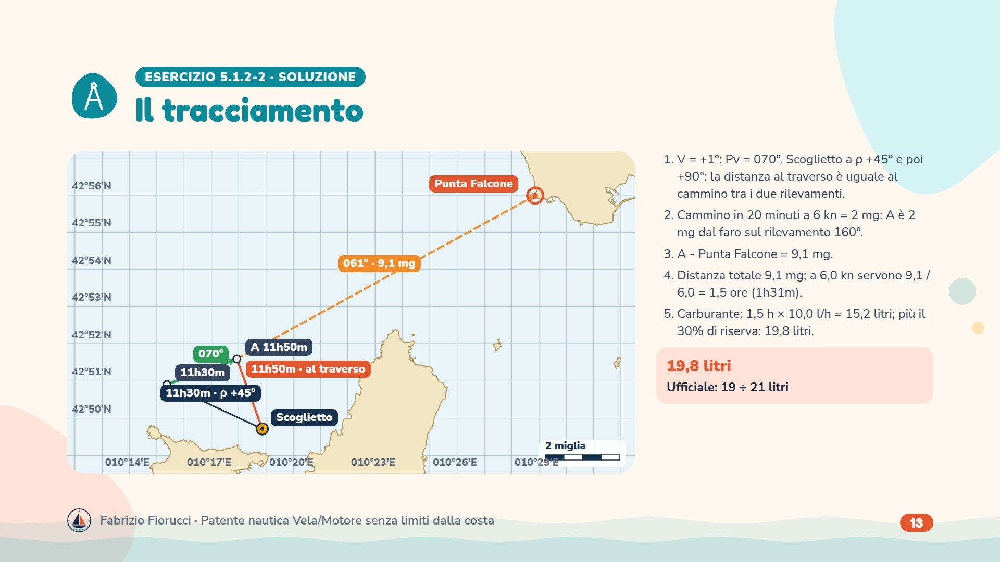 ESERCIZIO 5.1.2-2 · SOLUZIONE
Il tracciamento
42°56'N
42°55'N
42°54'N
42°53'N
42°52'N
42°51'N
42°50'N
010°14'E
010°17'E
010°20'E
010°23'E
010°26'E
010°29'E
Punta Falcone
061° · 9,1 mg
A 11h50m
070°
11h50m · al traverso
11h30m
11h30m · ρ +45°
Scoglietto
2 miglia
1. V = +1°: Pv = 070°. Scoglietto a ρ +45° e poi
+90°: la distanza al traverso è uguale al
cammino tra i due rilevamenti.
2. Cammino in 20 minuti a 6 kn = 2 mg: A è 2
mg dal faro sul rilevamento 160°.
3. A - Punta Falcone = 9,1 mg.
4. Distanza totale 9,1 mg; a 6,0 kn servono 9,1 /
6,0 = 1,5 ore (1h31m).
5. Carburante: 1,5 h × 10,0 l/h = 15,2 litri; più il
30% di riserva: 19,8 litri.
19,8 litri
Ufficiale: 19 ÷ 21 litri
Fabrizio Fiorucci · Patente nautica Vela/Motore senza limiti dalla costa
13